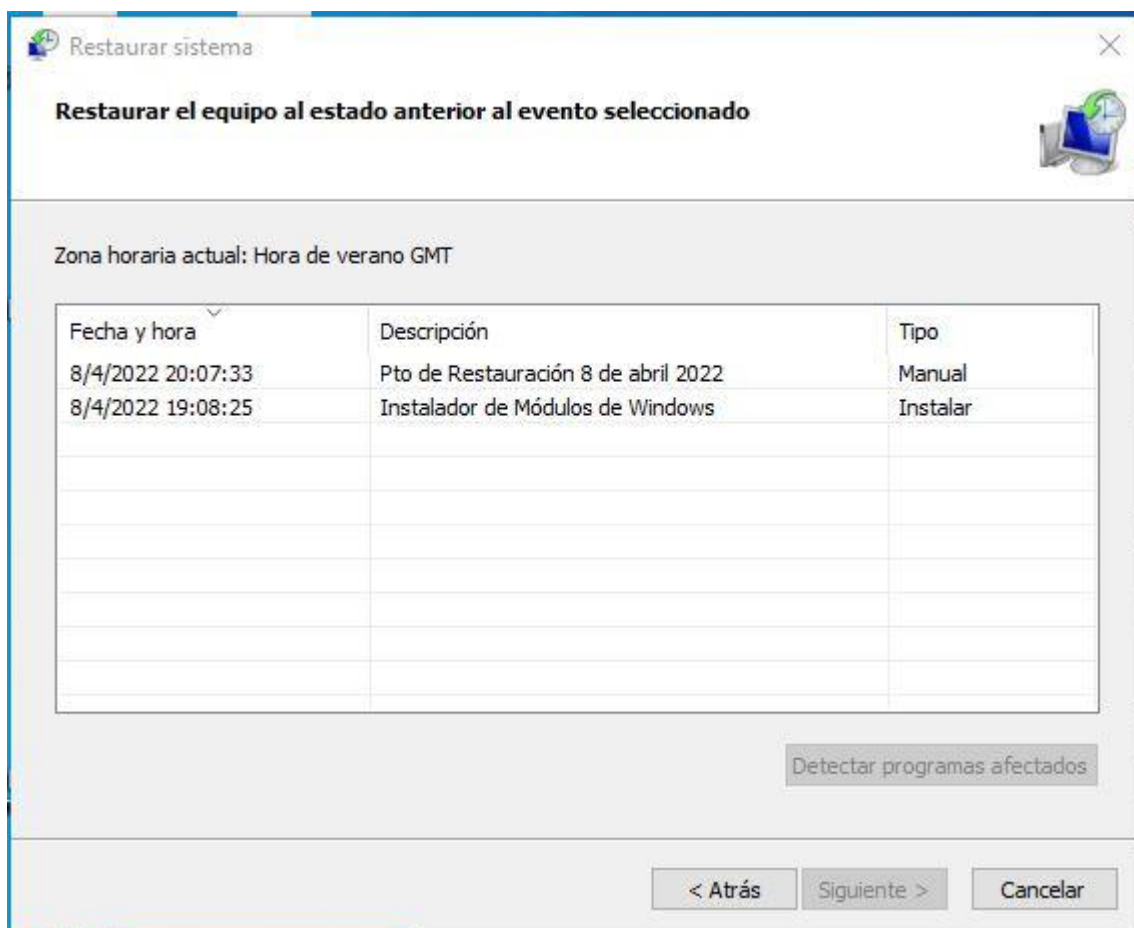 Restaurar sistema
Restaurar el equipo al estado anterior al evento seleccionado
Zona horaria actual: Hora de verano GMT
Fecha y hora Descripción Tipo
8/4/2022 20:07:33 Pto de Restauración 8 de abril 2022 Manual
8/4/2022 19:08:25 Instalador de Módulos de Windows Instalar
Detectar programas afectados
< Atrás Siguiente > Cancelar